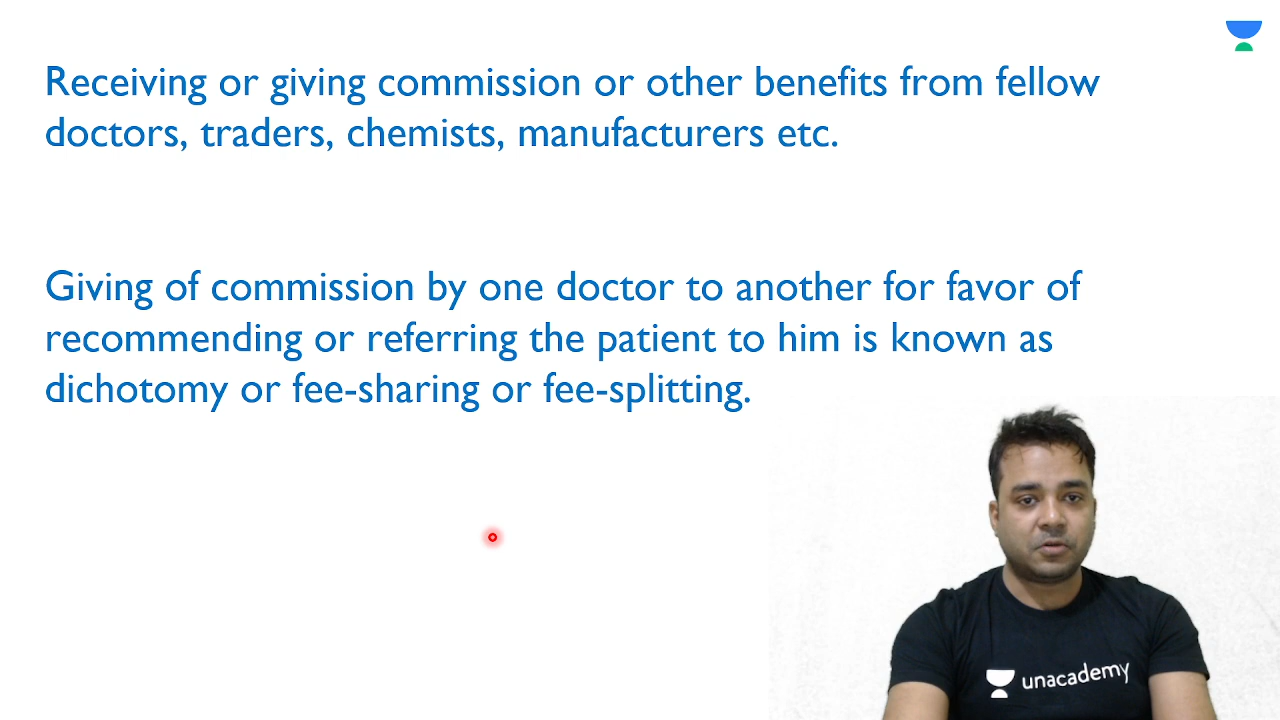 Receiving or giving commission or other benefits from fellow
doctors, traders, chemists, manufacturers etc.
Giving of commission by one doctor to another for favor of
recommending or referring the patient to him is known as
dichotomy or fee-sharing or fee-splitting.
unacademy